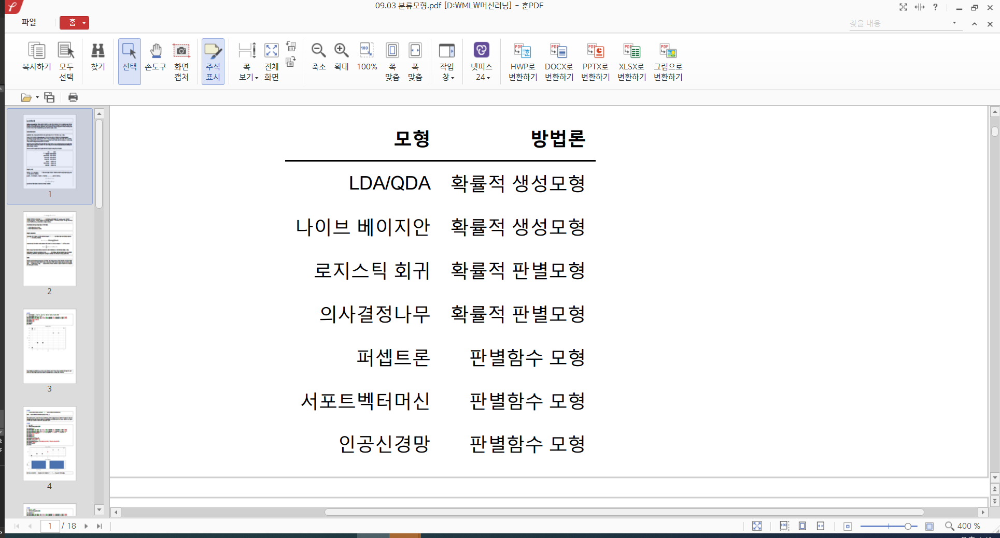 09.03 분류모형.pdf [D:\ML\머신러닝] - 한PDF
파일
홈
찾을 내용
복사하기
모두 선택
찾기
선택
손도구
화면 캡처
주석 표시
쪽 보기
전체 화면
축소
확대
100%
쪽 맞춤
폭 맞춤
작업 창
넷피스 24
HWP로 변환하기
DOCX로 변환하기
PPTX로 변환하기
XLSX로 변환하기
그림으로 변환하기
1
2
3
4
모형 방법론
LDA/QDA 확률적 생성모형
나이브 베이지안 확률적 생성모형
로지스틱 회귀 확률적 판별모형
의사결정나무 확률적 판별모형
퍼셉트론 판별함수 모형
서포트벡터머신 판별함수 모형
인공신경망 판별함수 모형
1 / 18
400 %